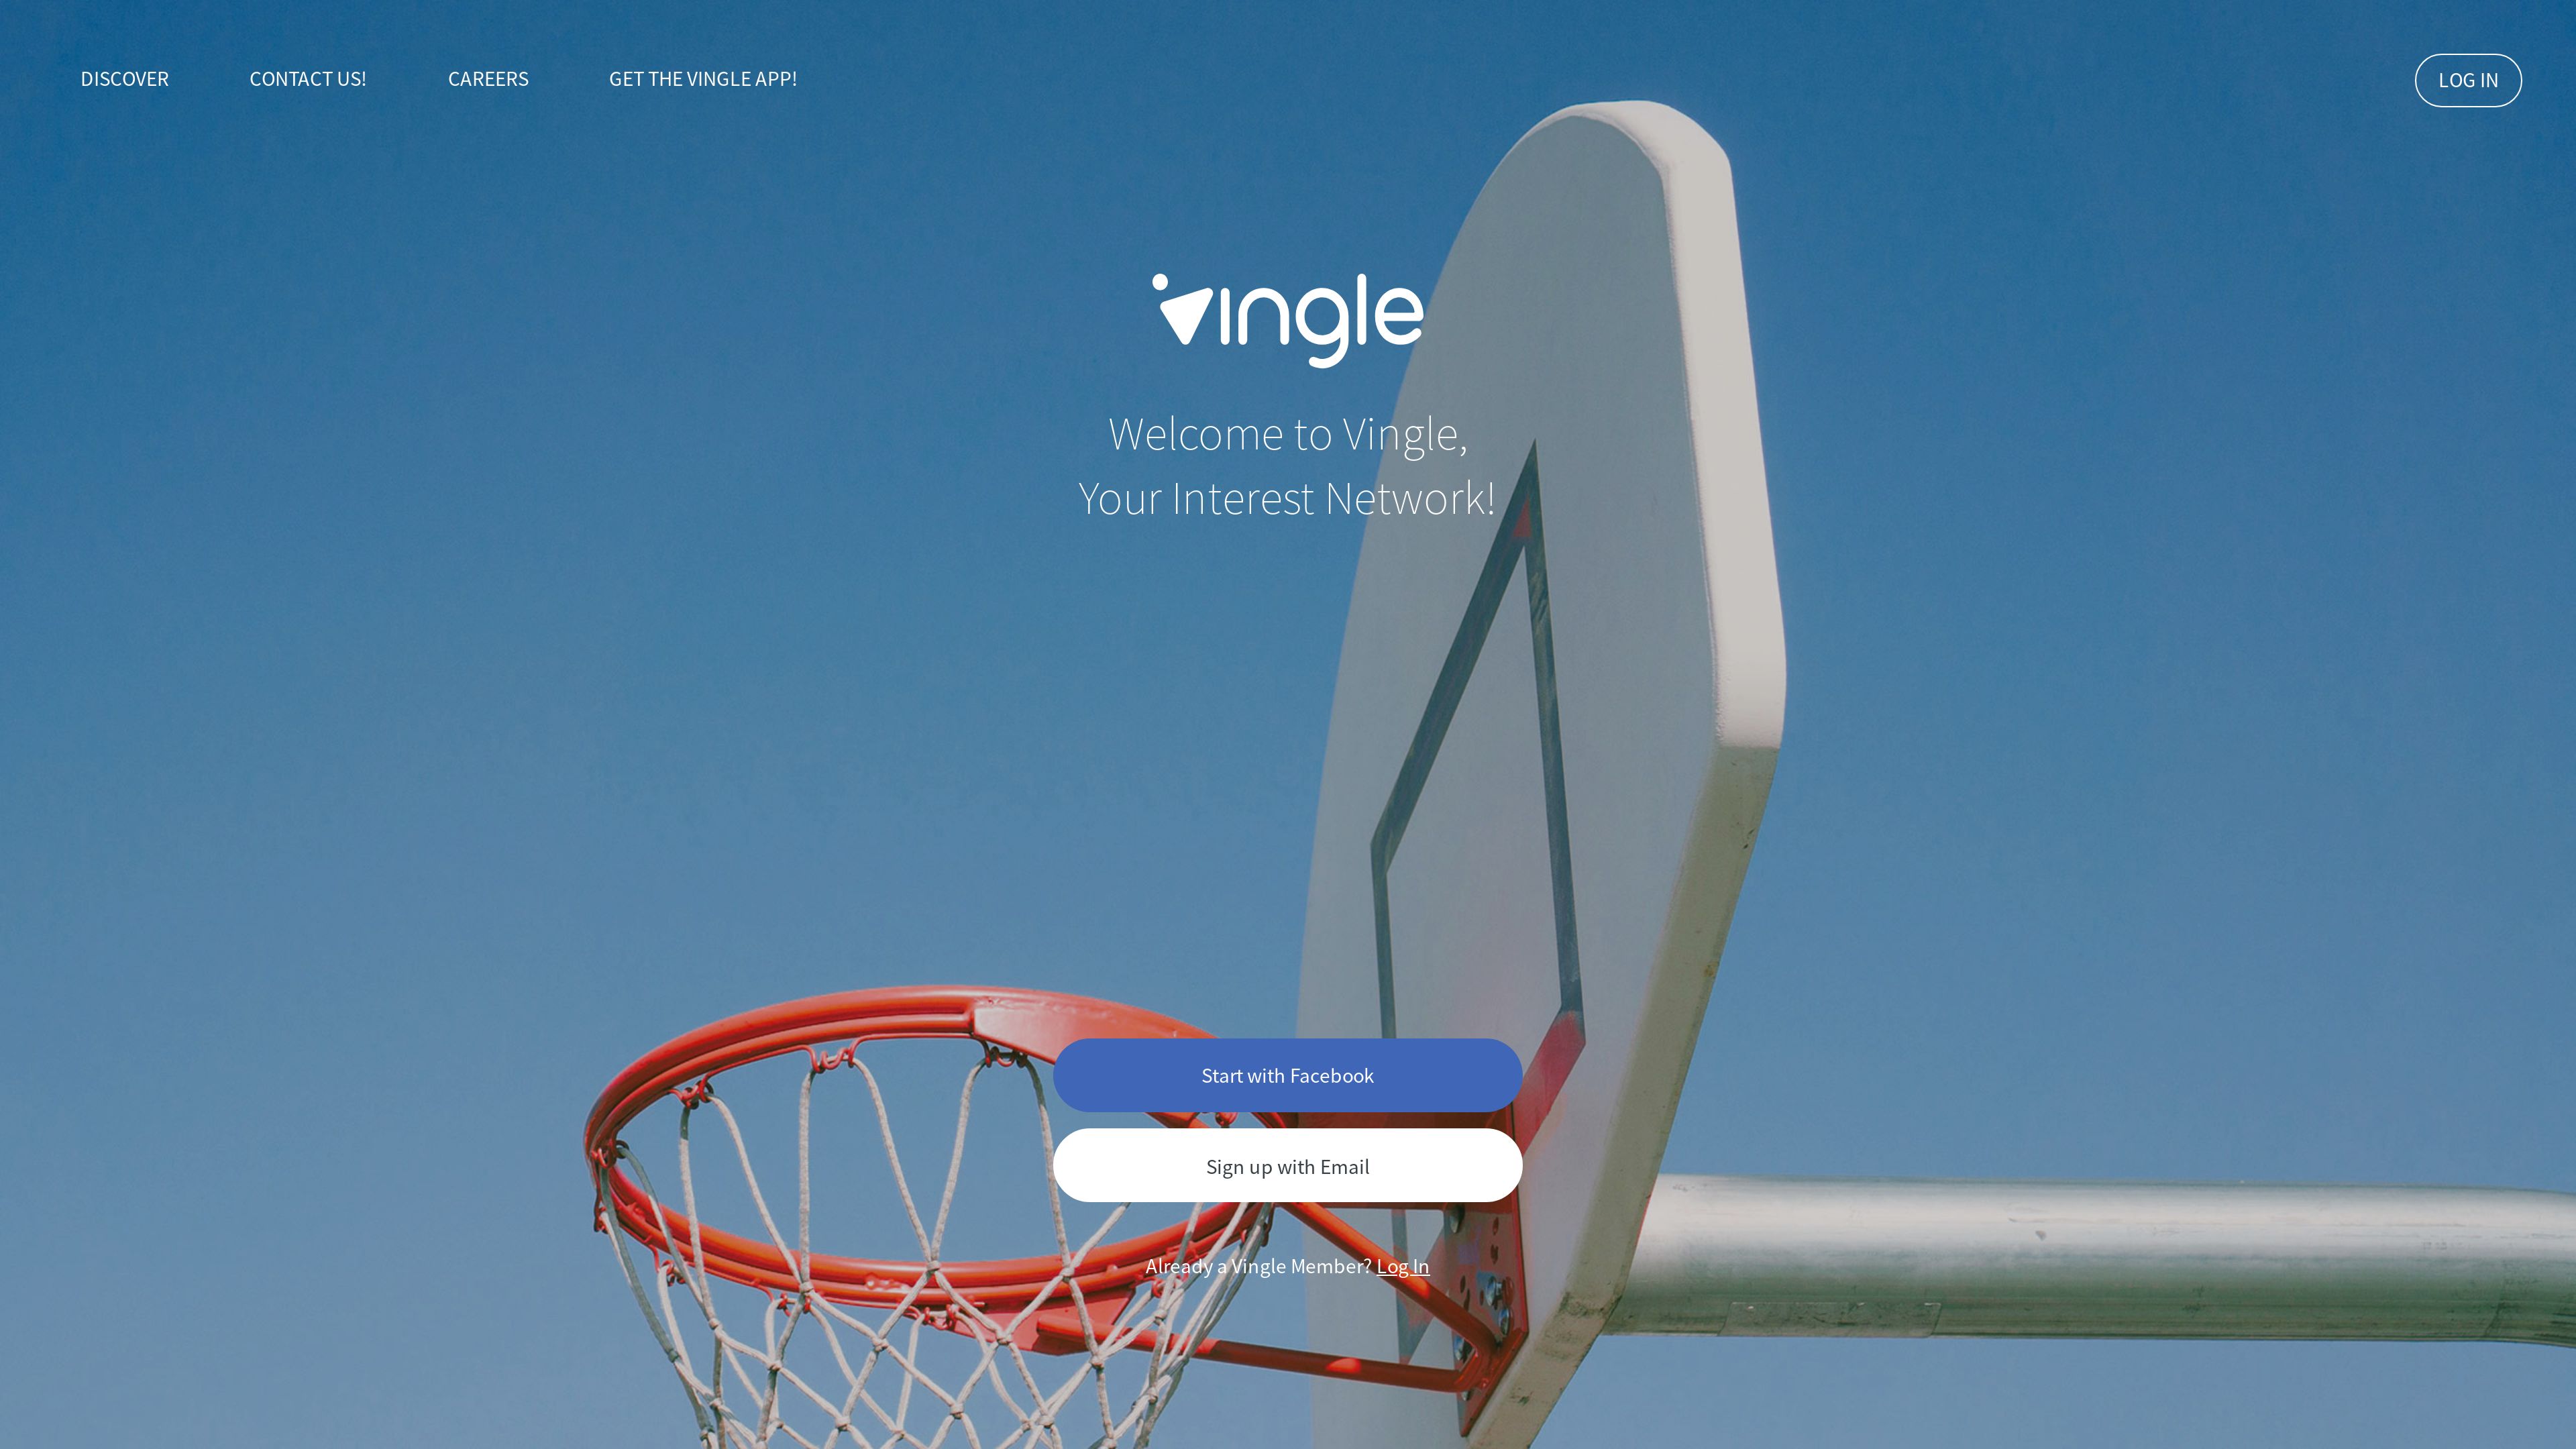 DISCOVER CONTACT US! CAREERS GET THE VINGLE APP! LOG IN
vingle
Welcome to Vingle,
Your Interest Network!
Start with Facebook
Sign up with Email
Already a Vingle Member? Log In